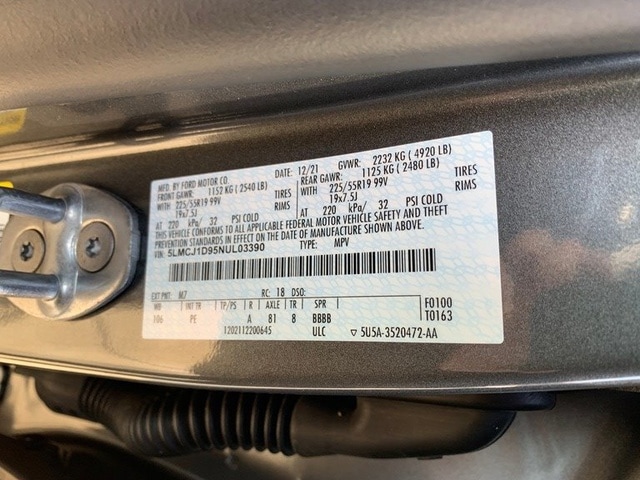 MFD. BY FORD MOTOR CO. 12/21 GVWR: 2232 KG ( 4920 LB)
FRONT GAWR: 1152 KG ( 2540 LB) REAR GAWR: 1125 KG ( 2480 LB)
WITH 225/55R19 99V TIRES WITH 225/55R19 99V TIRES
19x7.5J RIMS 19x7.5J RIMS
AT 220 kPa/ 32 PSI COLD AT 220 kPa/ 32 PSI COLD
CONFORMS TO ALL APPLICABLE FEDERAL MOTOR VEHICLE SAFETY AND THEFT
PREVENTION STANDARDS IN EFFECT ON THE DATE OF MANUFACTURE SHOWN ABOVE.
VIN: 5LMCJ1D95NUL03390 TYPE: MPV
EXT PNT: M7 RC: 18 DSO:
WB INT TR TP/PS R AXLE TR SPR F0100
106 PE A 81 8 BBBB T0163
1202112200645 ULC ▽ 5U5A-3520472-AA